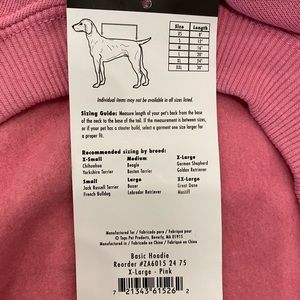 Size Length
XS 8"
S 12"
M 16"
L 20"
XL 24"
XXL 30"
Individual items may not be available in all sizes listed.
Sizing Guide: Measure length of your pet's back from the base
of the neck to the base of the tail. If the measurement is between sizes,
or if your pet has a stouter build, select a garment one size larger for
a proper fit.
Recommended sizing by breed:
X-Small
Chihuahua
Yorkshire Terrier
Medium
Beagle
Boston Terrier
X-Large
German Shepherd
Golden Retriever
Small
Jack Russell Terrier
French Bulldog
Large
Boxer
Labrador Retriever
XX-Large
Great Dane
Mastiff
Manufactured for / Fabricado para / Fabriqué pour
© Tops Pet Products, Beverly, MA 01915
Made in China / Fabricado en China / Fabriqué en Chine
Basic Hoodie
Reorder #ZA6015 24 75
X-Large - Pink
7 21343 61526 2